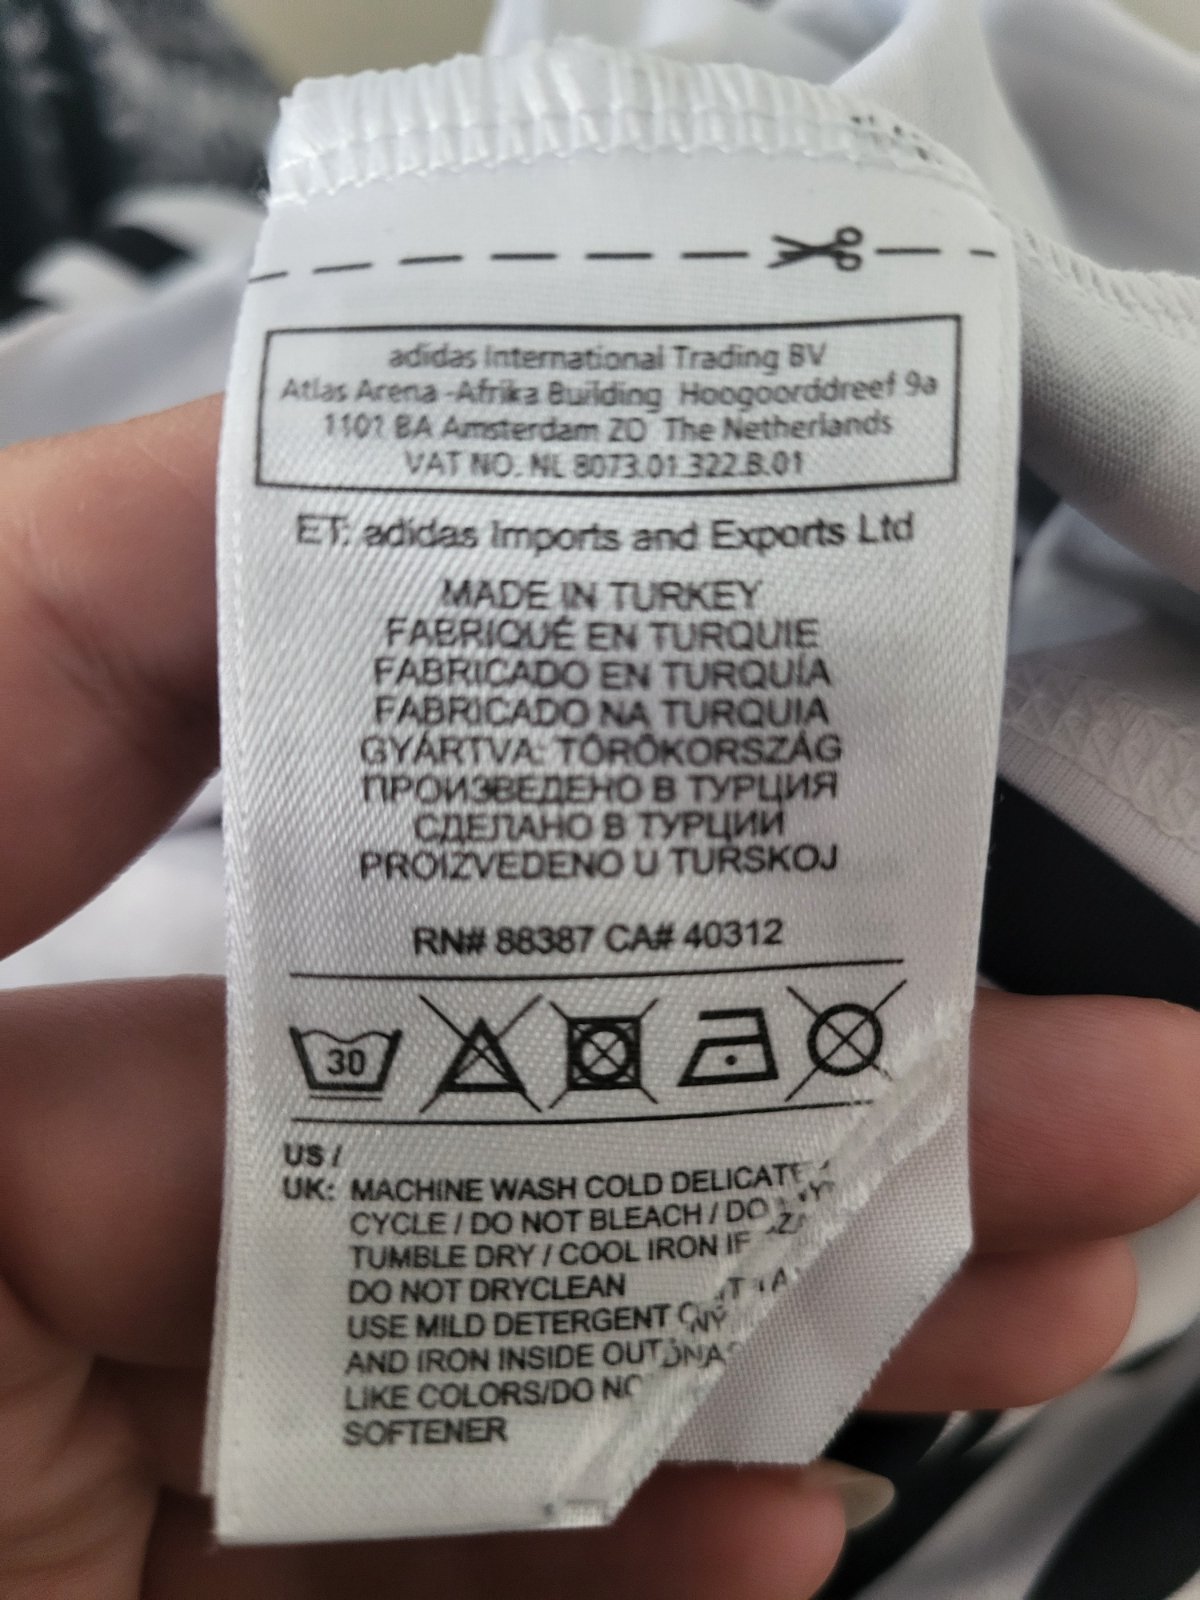 adidas International Trading BV
Atlas Arena-Afrika Building Hoogoorddreef 9a
1101 BA Amsterdam ZO The Netherlands
VAT NO. NL 8073.01.322.B.01
ET: adidas Imports and Exports Ltd
MADE IN TURKEY
FABRIQUÉ EN TURQUIE
FABRICADO EN TURQUÍA
FABRICADO NA TURQUIA
GYÁRTVA: TÖRÖKORSZÁG
ПРОИЗВЕДЕНО В ТУРЦИЯ
СДЕЛАНО В ТУРЦИИ
PROIZVEDENO U TURSKOJ
RN# 88387 CA# 40312
30
US /
UK: MACHINE WASH COLD DELICATE
CYCLE / DO NOT BLEACH / DO
TUMBLE DRY / COOL IRON IF
DO NOT DRYCLEAN
USE MILD DETERGENT
AND IRON INSIDE OUT
LIKE COLORS/DO
SOFTENER